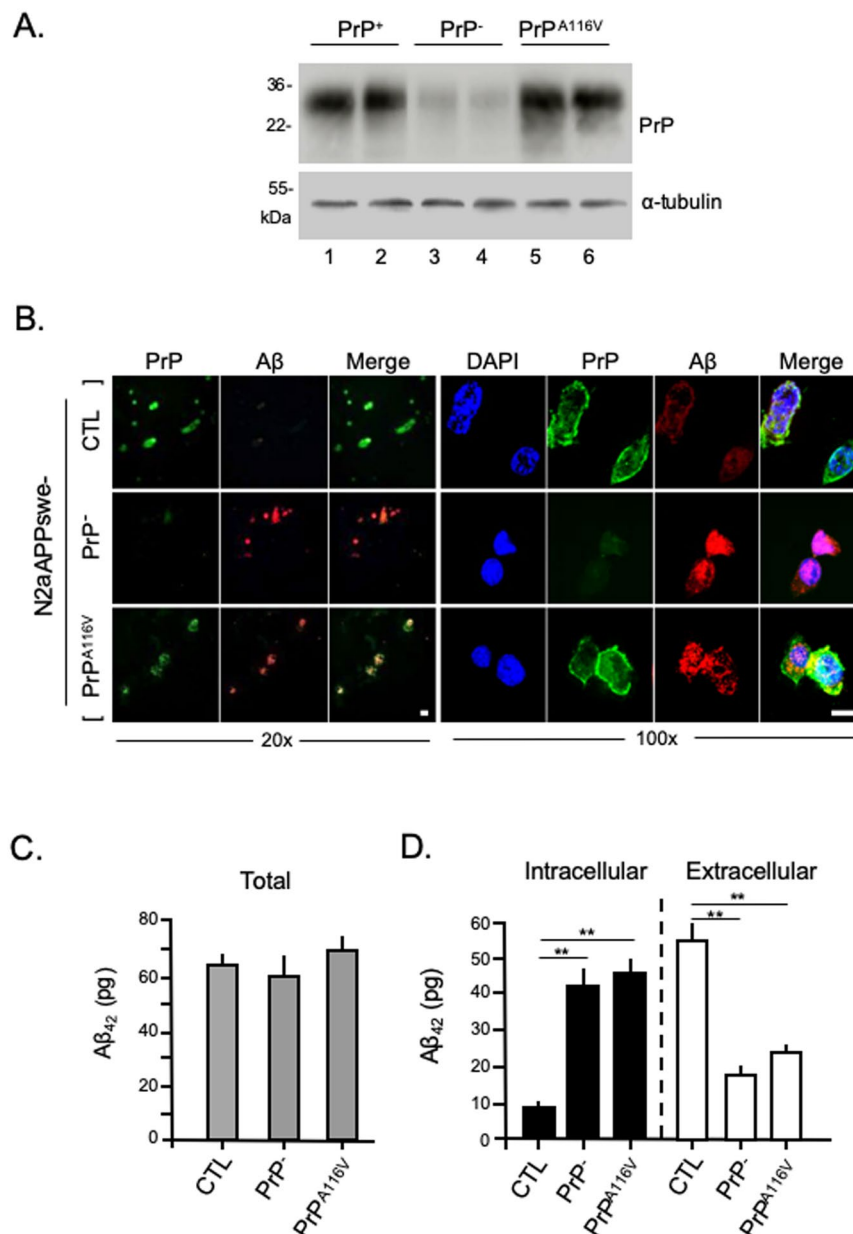 A.
PrP⁺ PrP⁻ PrPᴬ¹¹⁶ⱽ
36-
22-
PrP
55-
kDa
α-tubulin
1 2 3 4 5 6
B.
PrP Aβ Merge DAPI PrP Aβ Merge
N2aAPPswe-
[ PrPᴬ¹¹⁶ⱽ PrP⁻ CTL ]
20x 100x
C.
Total
Aβ₄₂ (pg)
80
60
40
20
60
20
0
CTL PrP⁻ PrPᴬ¹¹⁶ⱽ
D.
Intracellular Extracellular
** ** ** **
Aβ₄₂ (pg)
60
50
40
30
20
10
0
CTL PrP⁻ PrPᴬ¹¹⁶ⱽ CTL PrP⁻ PrPᴬ¹¹⁶ⱽ